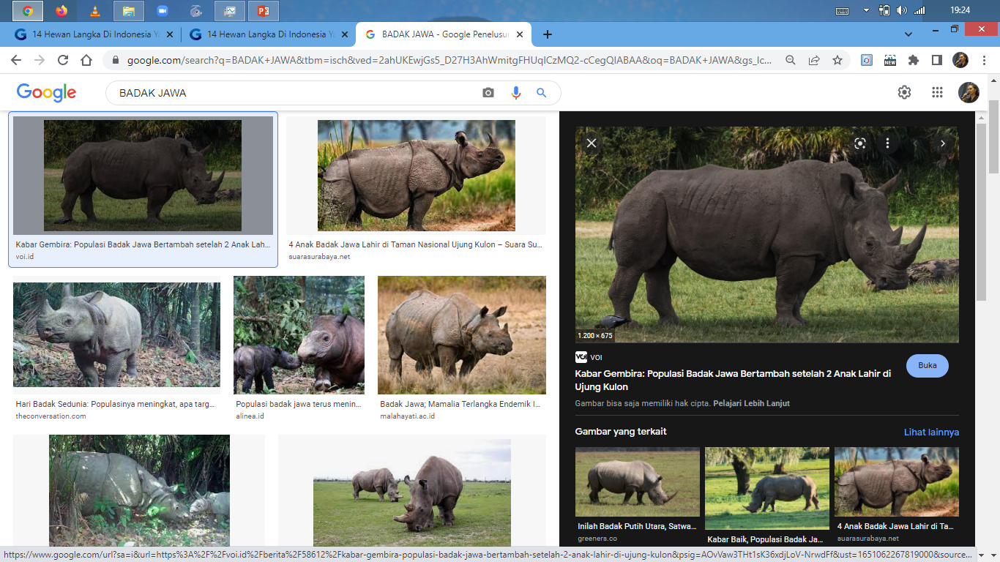 19:24
14 Hewan Langka Di Indonesia Ya
14 Hewan Langka Di Indonesia Ya
BADAK JAWA - Google Penelusur
google.com/search?q=BADAK+JAWA&tbm=isch&ved=2ahUKEwjGs5_D27H3AhWmitgFHUqlCzMQ2-cCegQIABAA&oq=BADAK+JAWA&gs_lc...
NEW
Google
BADAK JAWA
Kabar Gembira: Populasi Badak Jawa Bertambah setelah 2 Anak Lah...
voi.id
4 Anak Badak Jawa Lahir di Taman Nasional Ujung Kulon – Suara Su...
suarasurabaya.net
Hari Badak Sedunia: Populasinya meningkat, apa targ...
theconversation.com
Populasi badak jawa terus menin...
alinea.id
Badak Jawa; Mamalia Terlangka Endemik I...
malahayati.ac.id
1.200 × 675
VOI
VOI
Kabar Gembira: Populasi Badak Jawa Bertambah setelah 2 Anak Lahir di
Ujung Kulon
Buka
Gambar bisa saja memiliki hak cipta. Pelajari Lebih Lanjut
Gambar yang terkait
Lihat lainnya
Inilah Badak Putih Utara, Satwa...
greeners.co
Kabar Baik, Populasi Badak Ja...
4 Anak Badak Jawa Lahir di Ta...
suarasurabaya.net
https://www.google.com/url?sa=i&url=https%3A%2F%2Fvoi.id%2Fberita%2F58612%2Fkabar-gembira-populasi-badak-jawa-bertambah-setelah-2-anak-lahir-di-ujung-kulon&psig=AOvVaw3THt1sK36xdjLoV-NrwdFf&ust=1651062267819000&source...